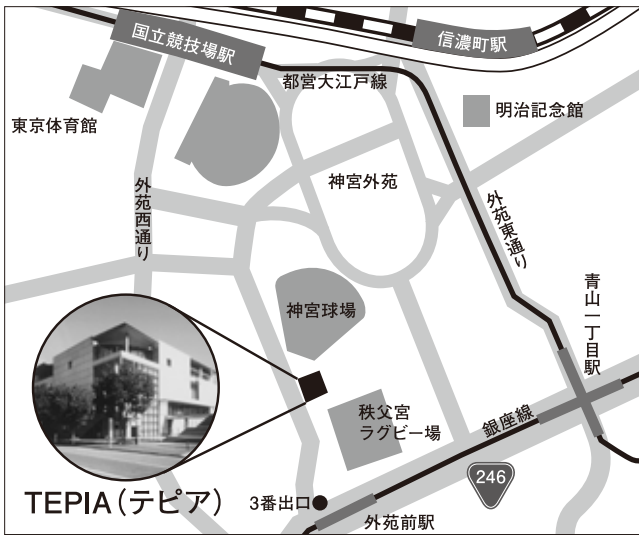 国立競技場駅
信濃町駅
都営大江戸線
明治記念館
東京体育館
神宮外苑
外苑西通り
外苑東通り
神宮球場
青山一丁目駅
秩父宮
ラグビー場
銀座線
246
TEPIA（テピア）
3番出口
外苑前駅